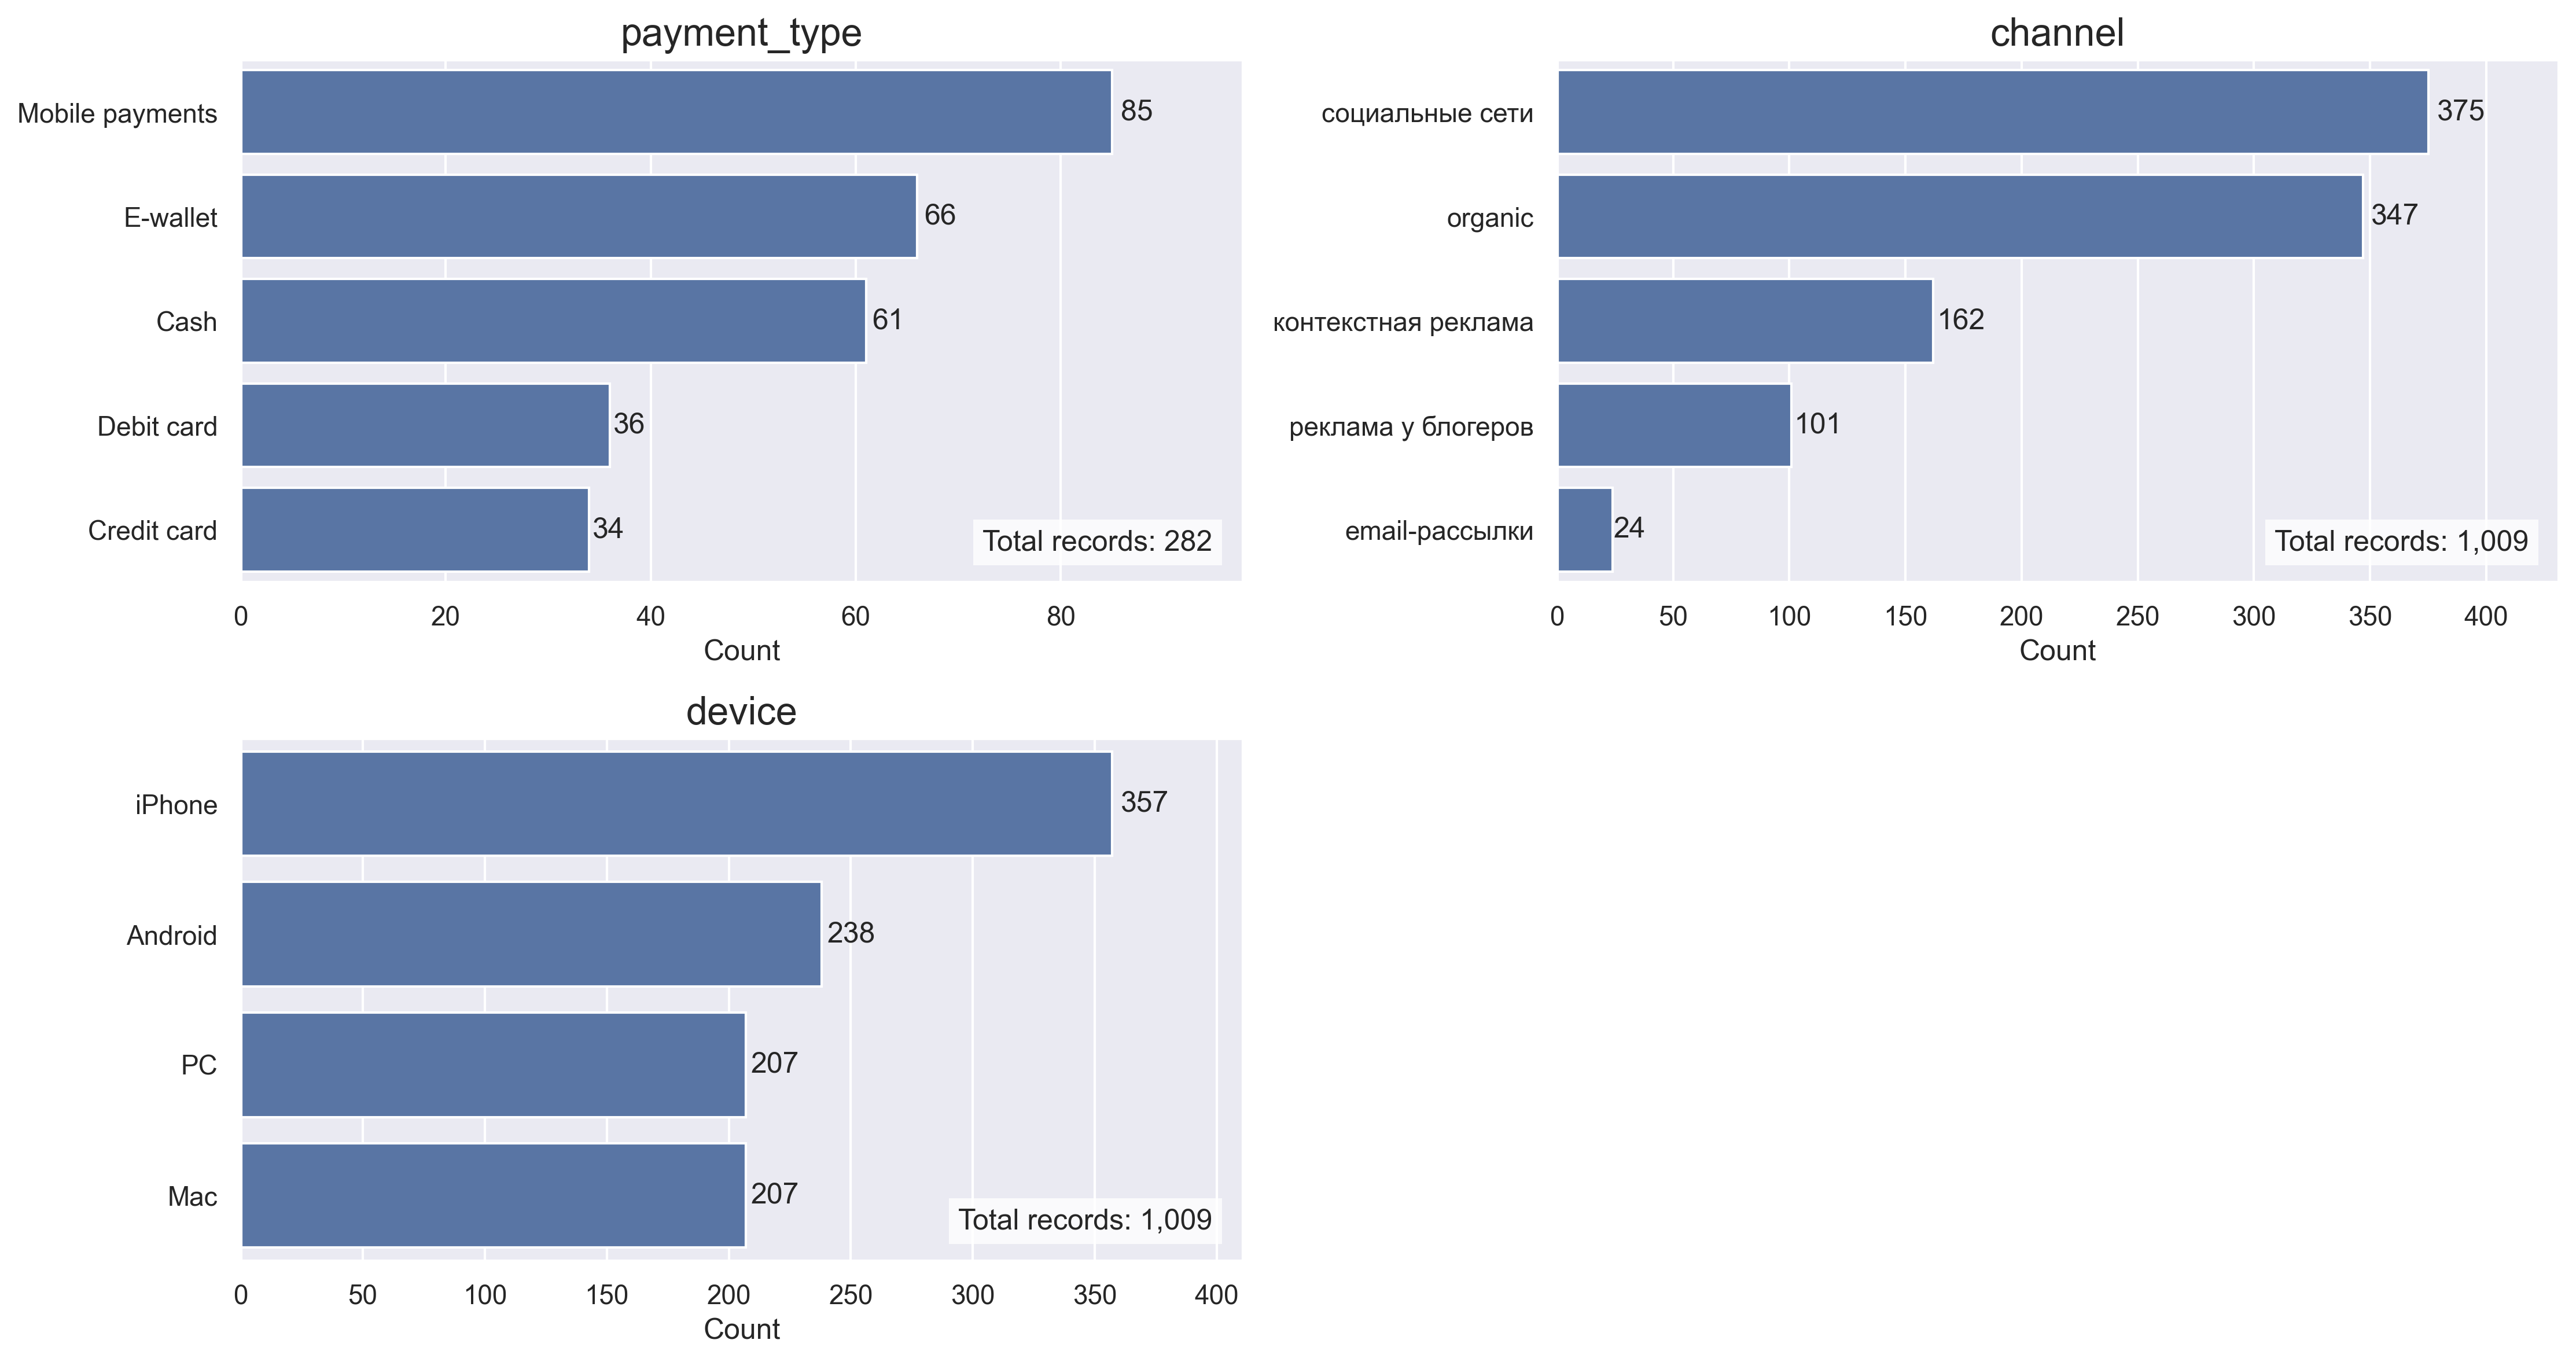 payment_type
Mobile payments
85
E-wallet
66
Cash
61
Debit card
36
Credit card
34
Total records: 282
0 20 40 60 80
Count
channel
социальные сети
375
organic
347
контекстная реклама
162
реклама у блогеров
101
email-рассылки
24
Total records: 1,009
0 50 100 150 200 250 300 350 400
Count
device
iPhone
357
Android
238
PC
207
Mac
207
Total records: 1,009
0 50 100 150 200 250 300 350 400
Count